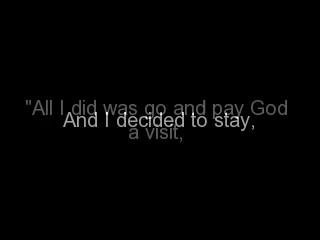 "All I did was go and pay God
And I decided to stay,
a visit,